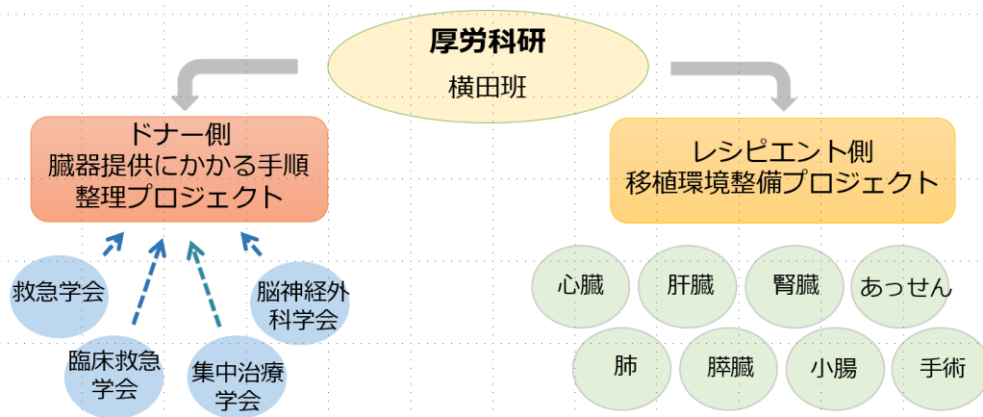 厚労科研
横田班
ドナー側
臓器提供にかかる手順
整理プロジェクト
レシピエント側
移植環境整備プロジェクト
救急学会
臨床救急
学会
集中治療
学会
脳神経外
科学会
心臓
肝臓
腎臓
あっせん
肺
膵臓
小腸
手術